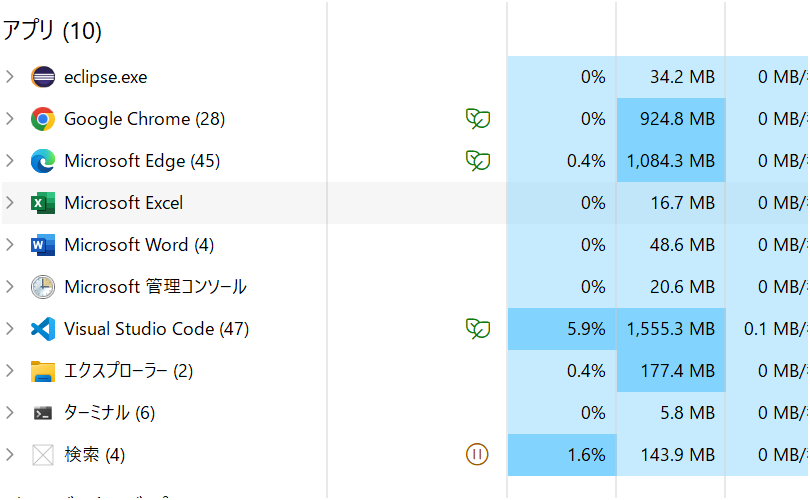 アプリ (10)
eclipse.exe 0% 34.2 MB 0 MB/
Google Chrome (28) 0% 924.8 MB 0 MB/
Microsoft Edge (45) 0.4% 1,084.3 MB 0 MB/
Microsoft Excel 0% 16.7 MB 0 MB/
Microsoft Word (4) 0% 48.6 MB 0 MB/
Microsoft 管理コンソール 0% 20.6 MB 0 MB/
Visual Studio Code (47) 5.9% 1,555.3 MB 0.1 MB/
エクスプローラー (2) 0.4% 177.4 MB 0 MB/
ターミナル (6) 0% 5.8 MB 0 MB/
検索 (4) 1.6% 143.9 MB 0 MB/